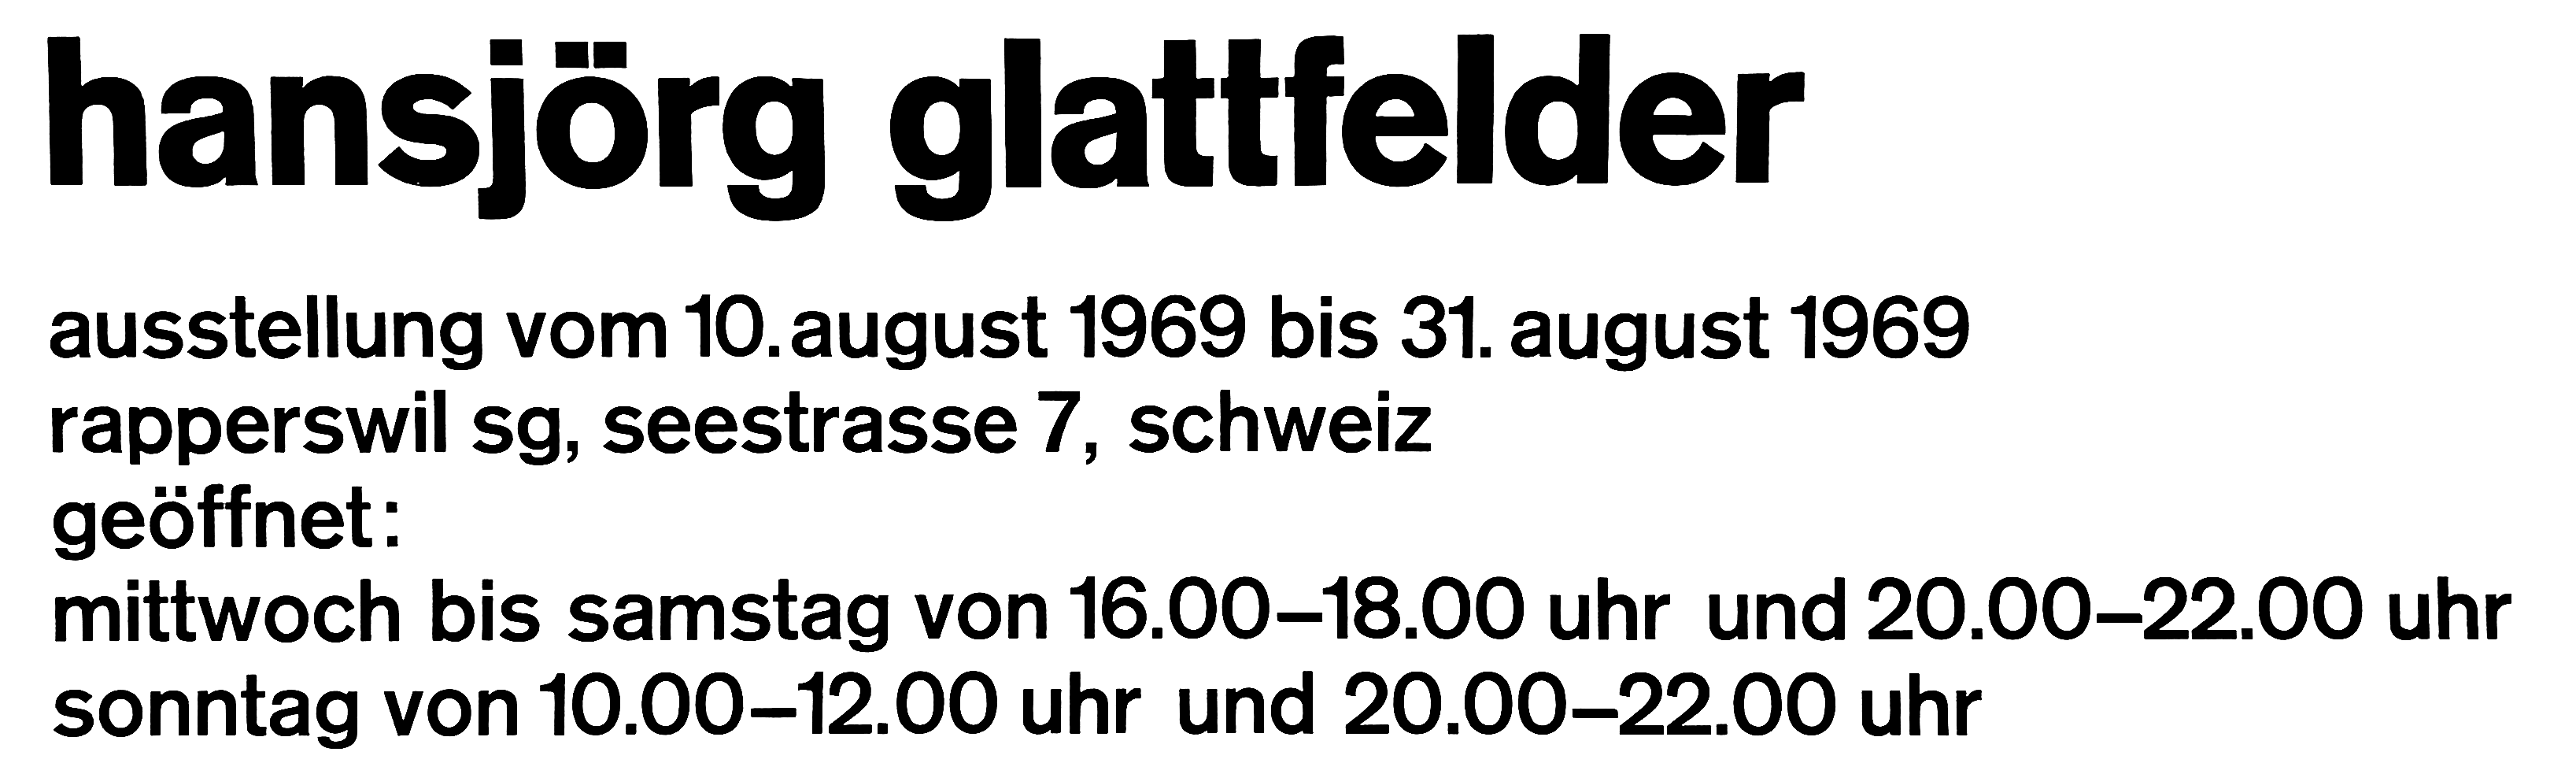 hansjörg glattfelder
ausstellung vom 10. august 1969 bis 31. august 1969
rapperswil sg, seestrasse 7, schweiz
geöffnet:
mittwoch bis samstag von 16.00–18.00 uhr und 20.00–22.00 uhr
sonntag von 10.00–12.00 uhr und 20.00–22.00 uhr